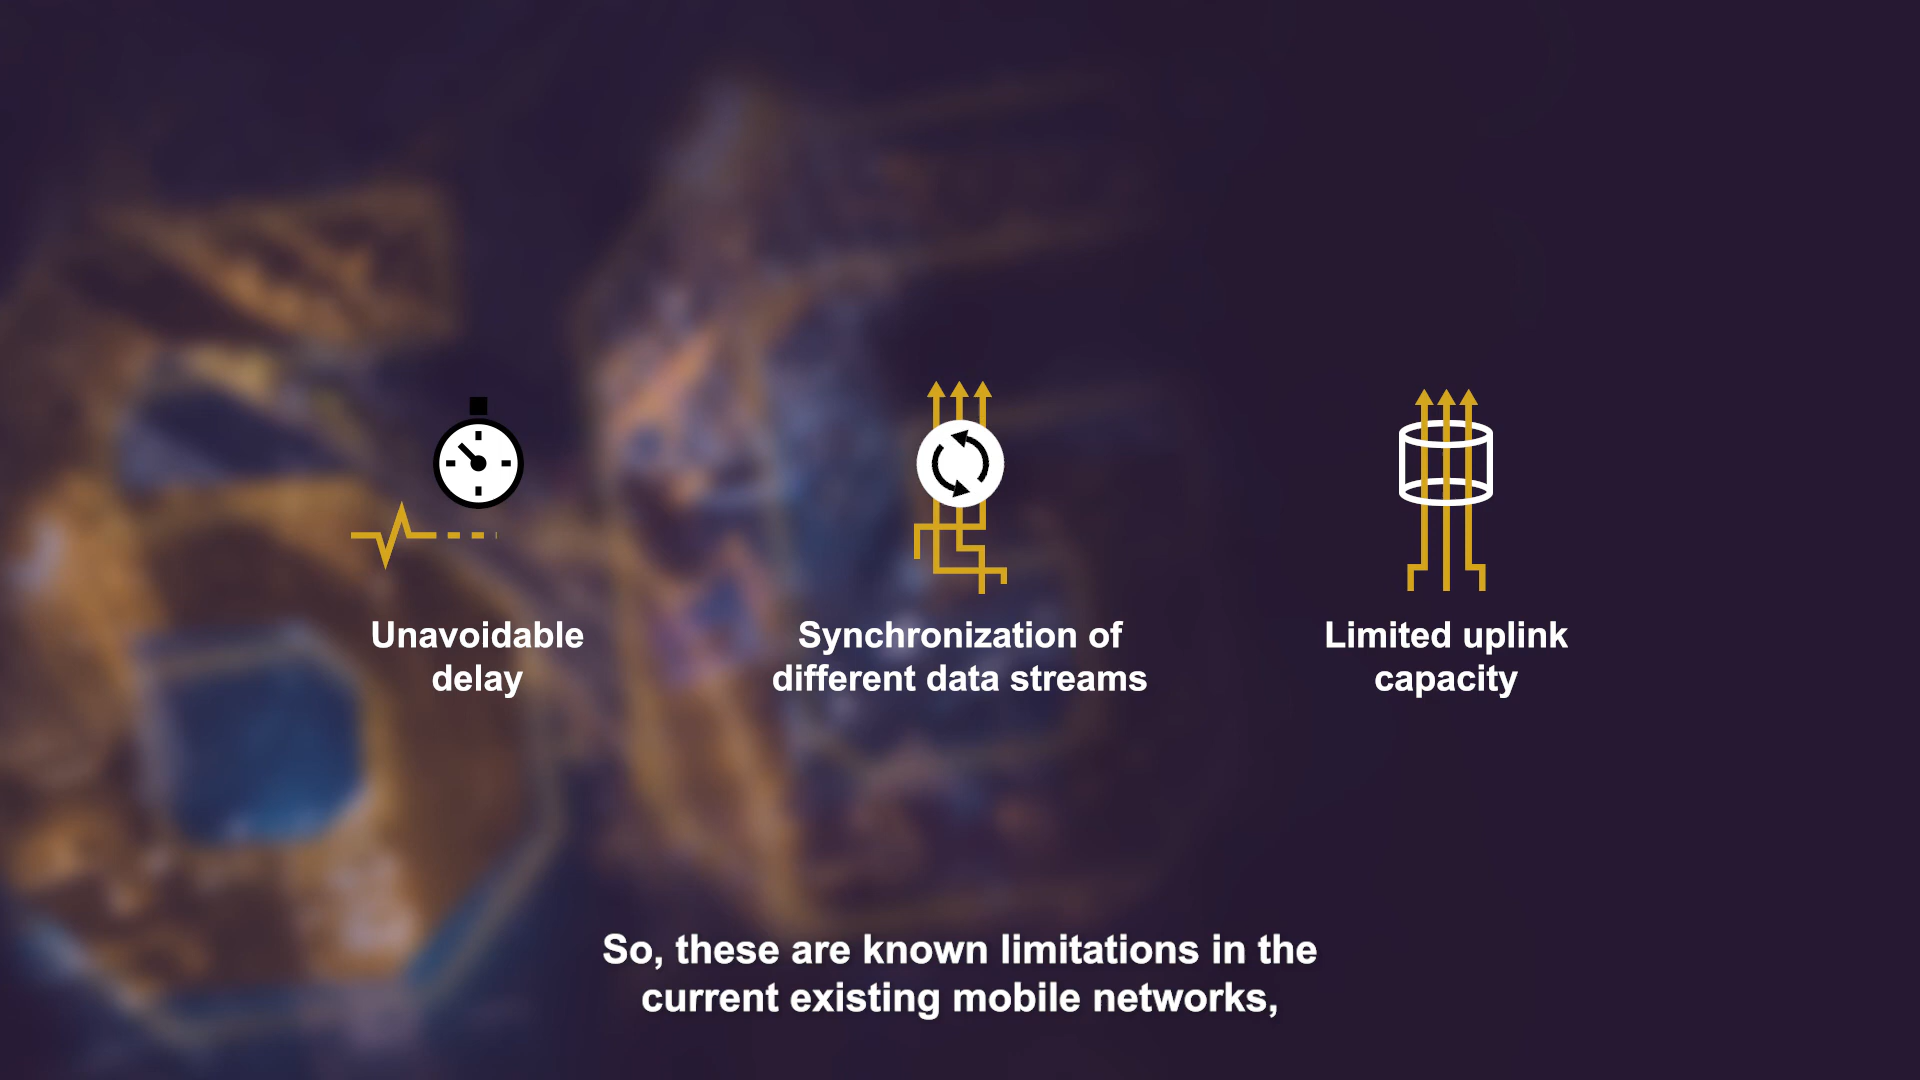 Unavoidable
delay
Synchronization of
different data streams
Limited uplink
capacity
So, these are known limitations in the
current existing mobile networks,